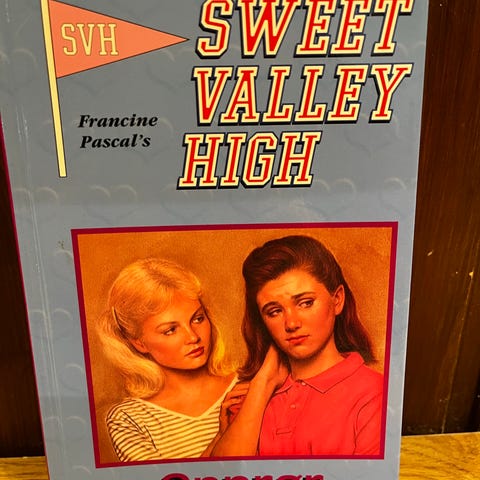 SVH
SWEET
VALLEY
HIGH
Francine
Pascal's